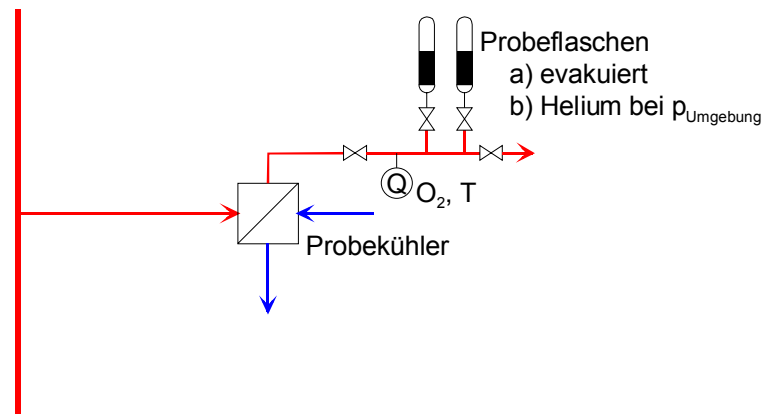 Probeflaschen
a) evakuiert
b) Helium bei pUmgebung
Q O₂, T
Probekühler